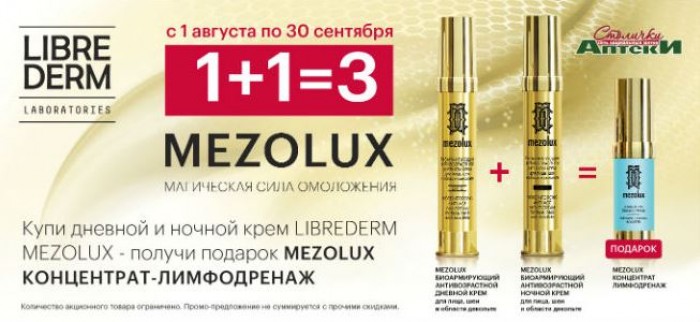 LIBRE
DERM
LABORATORIES
с 1 августа по 30 сентября
1+1=3
MEZOLUX
МАГИЧЕСКАЯ СИЛА ОМОЛОЖЕНИЯ
Купи дневной и ночной крем LIBREDERM
MEZOLUX - получи подарок MEZOLUX
КОНЦЕНТРАТ-ЛИМФОДРЕНАЖ
Количество акционного товара ограничено. Промо-предложение не суммируется с прочими скидками.
Столички
Аптеки
mezolux
+
mezolux
=
mezolux
ПОДАРОК
MEZOLUX
БИОАРМИРУЮЩИЙ
АНТИВОЗРАСТНОЙ
ДНЕВНОЙ КРЕМ
для лица, шеи
и области декольте
MEZOLUX
БИОАРМИРУЮЩИЙ
АНТИВОЗРАСТНОЙ
НОЧНОЙ КРЕМ
для лица, шеи
и области декольте
MEZOLUX
КОНЦЕНТРАТ
ЛИМФОДРЕНАЖ